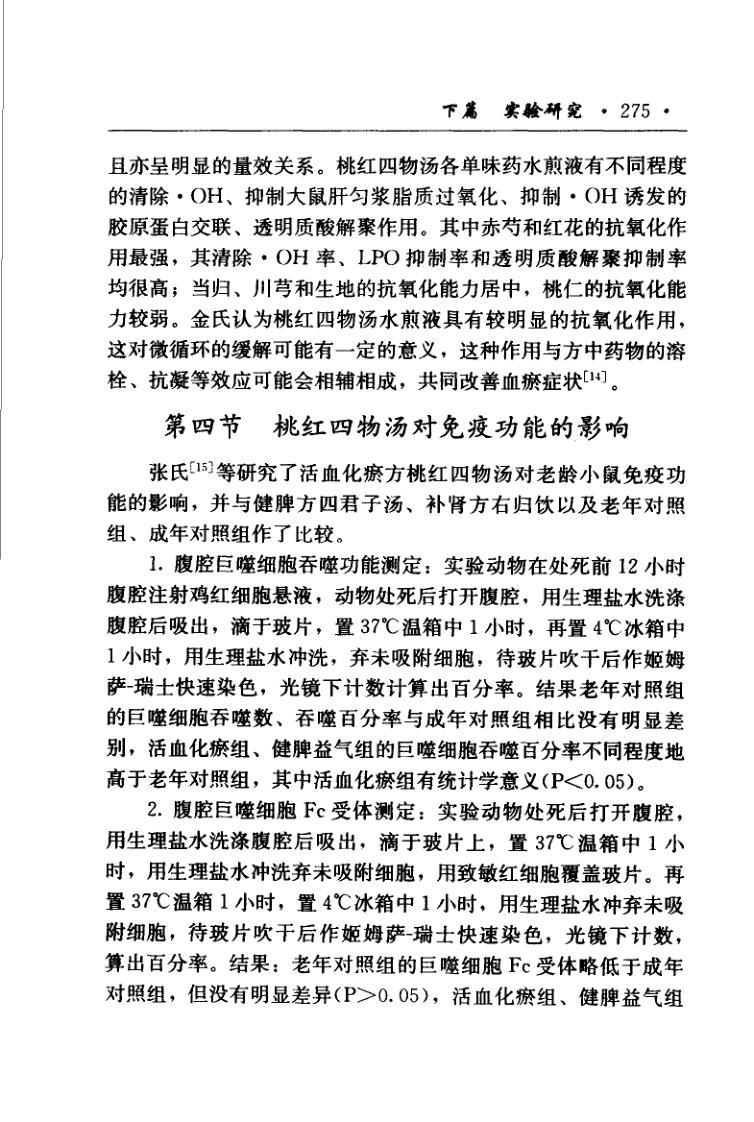 下篇 实验研究 · 275 ·
且亦呈明显的量效关系。桃红四物汤各单味药水煎液有不同程度
的清除·OH、抑制大鼠肝匀浆脂质过氧化、抑制·OH诱发的
胶原蛋白交联、透明质酸解聚作用。其中赤芍和红花的抗氧化作
用最强，其清除·OH率、LPO抑制率和透明质酸解聚抑制率
均很高；当归、川芎和生地的抗氧化能力居中，桃仁的抗氧化能
力较弱。金氏认为桃红四物汤水煎液具有较明显的抗氧化作用，
这对微循环的缓解可能有一定的意义，这种作用与方中药物的溶
栓、抗凝等效应可能会相辅相成，共同改善血瘀症状[14]。
第四节 桃红四物汤对免疫功能的影响
张氏[15]等研究了活血化瘀方桃红四物汤对老龄小鼠免疫功
能的影响，并与健脾方四君子汤、补肾方右归饮以及老年对照
组、成年对照组作了比较。
1. 腹腔巨噬细胞吞噬功能测定：实验动物在处死前12小时
腹腔注射鸡红细胞悬液，动物处死后打开腹腔，用生理盐水洗涤
腹腔后吸出，滴于玻片，置37℃温箱中1小时，再置4℃冰箱中
1小时，用生理盐水冲洗，弃未吸附细胞，待玻片吹干后作姬姆
萨-瑞士快速染色，光镜下计数计算出百分率。结果老年对照组
的巨噬细胞吞噬数、吞噬百分率与成年对照组相比没有明显差
别，活血化瘀组、健脾益气组的巨噬细胞吞噬百分率不同程度地
高于老年对照组，其中活血化瘀组有统计学意义(P<0.05)。
2. 腹腔巨噬细胞Fc受体测定：实验动物处死后打开腹腔，
用生理盐水洗涤腹腔后吸出，滴于玻片上，置37℃温箱中1小
时，用生理盐水冲洗弃未吸附细胞，用致敏红细胞覆盖玻片。再
置37℃温箱1小时，置4℃冰箱中1小时，用生理盐水冲弃未吸
附细胞，待玻片吹干后作姬姆萨-瑞士快速染色，光镜下计数，
算出百分率。结果：老年对照组的巨噬细胞Fc受体略低于成年
对照组，但没有明显差异(P>0.05)，活血化瘀组、健脾益气组